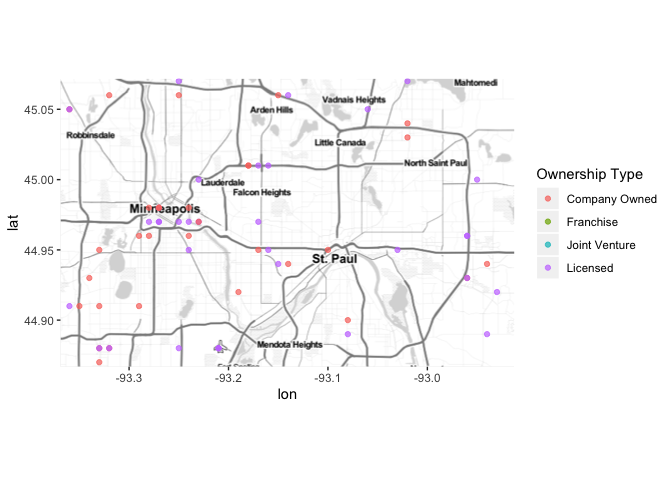 Mahtomedi
Vadnais Heights
45.05
Arden Hills
Robbinsdale
Little Canada
North Saint Paul
Ownership Type
45.00
Lauderdale
Company Owned
Falcon Heights
Minneapolis
Franchise
lat
Joint Venture
44.95
St. Paul
Licensed
44.90
Mendota Heights
-93.3
-93.2
-93.1
-93.0
lon